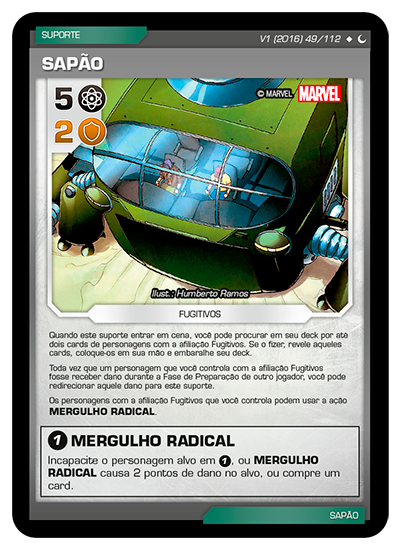 SUPORTE
V1 (2016) 49/112
SAPÃO
5
2
© MARVEL MARVEL
Ilust.: Humberto Ramos
FUGITIVOS
Quando este suporte entrar em cena, você pode procurar em seu deck por até
dois cards de personagens com a afiliação Fugitivos. Se o fizer, revele aqueles
cards, coloque-os em sua mão e embaralhe seu deck.
Toda vez que um personagem que você controla com a afiliação Fugitivos
fosse receber dano durante a Fase de Preparação de outro jogador, você pode
redirecionar aquele dano para este suporte.
Os personagens com a afiliação Fugitivos que você controla podem usar a ação
MERGULHO RADICAL.
1 MERGULHO RADICAL
Incapacite o personagem alvo em 1, ou MERGULHO
RADICAL causa 2 pontos de dano no alvo, ou compre um
card.
SAPÃO